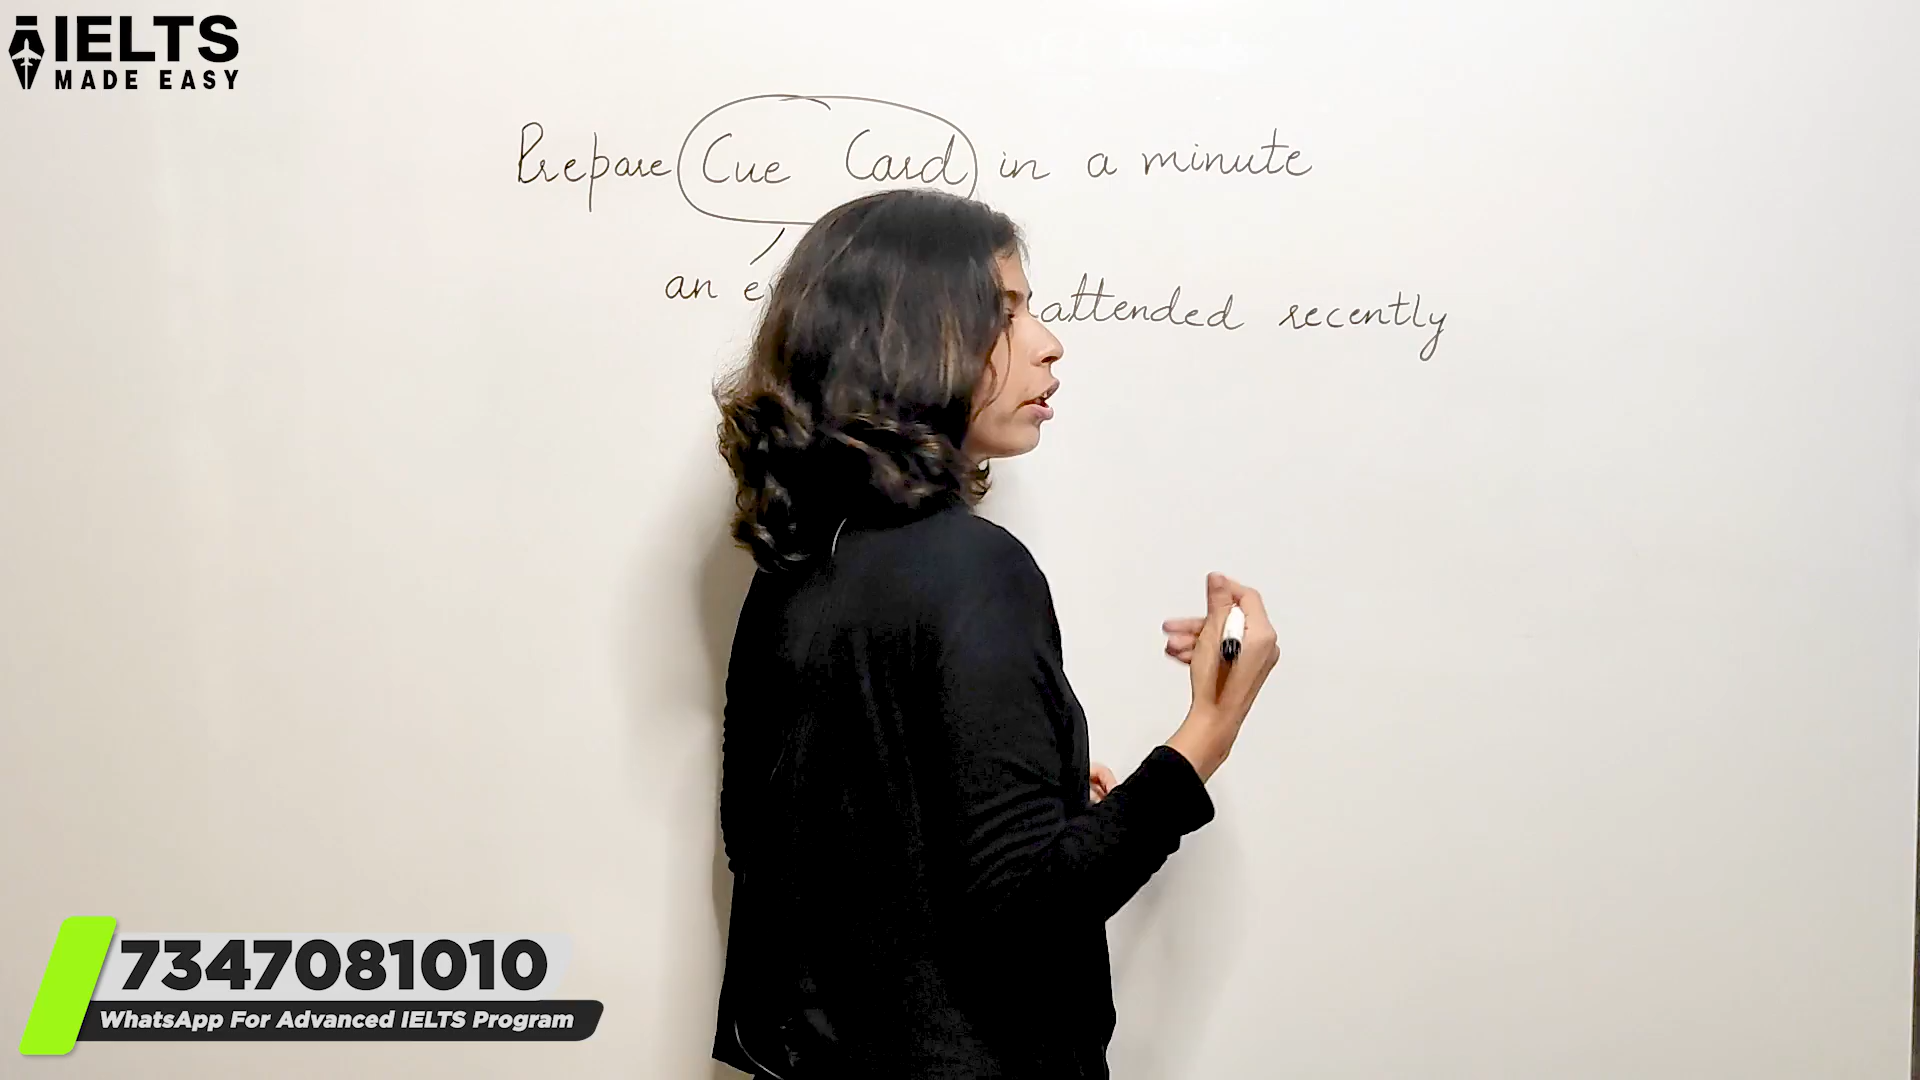 IELTS
MADE EASY
Prepare Cue Card in a minute
an attended recently
7347081010
WhatsApp For Advanced IELTS Program